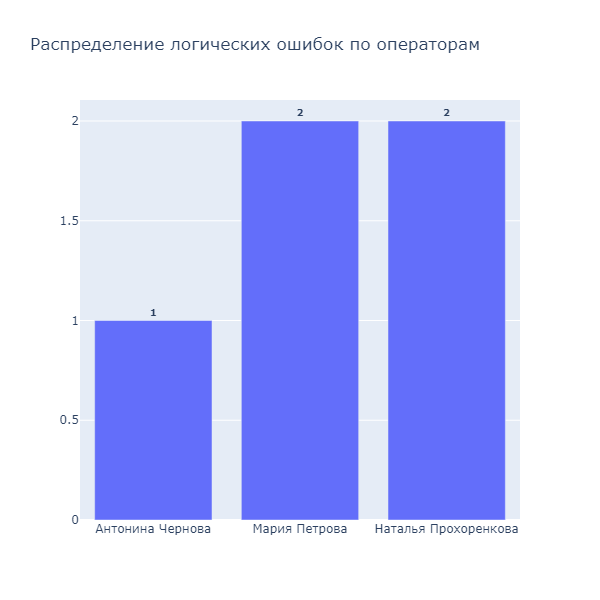 Распределение логических ошибок по операторам
2
2
2
1.5
1
1
0.5
0
Антонина Чернова
Мария Петрова
Наталья Прохоренкова